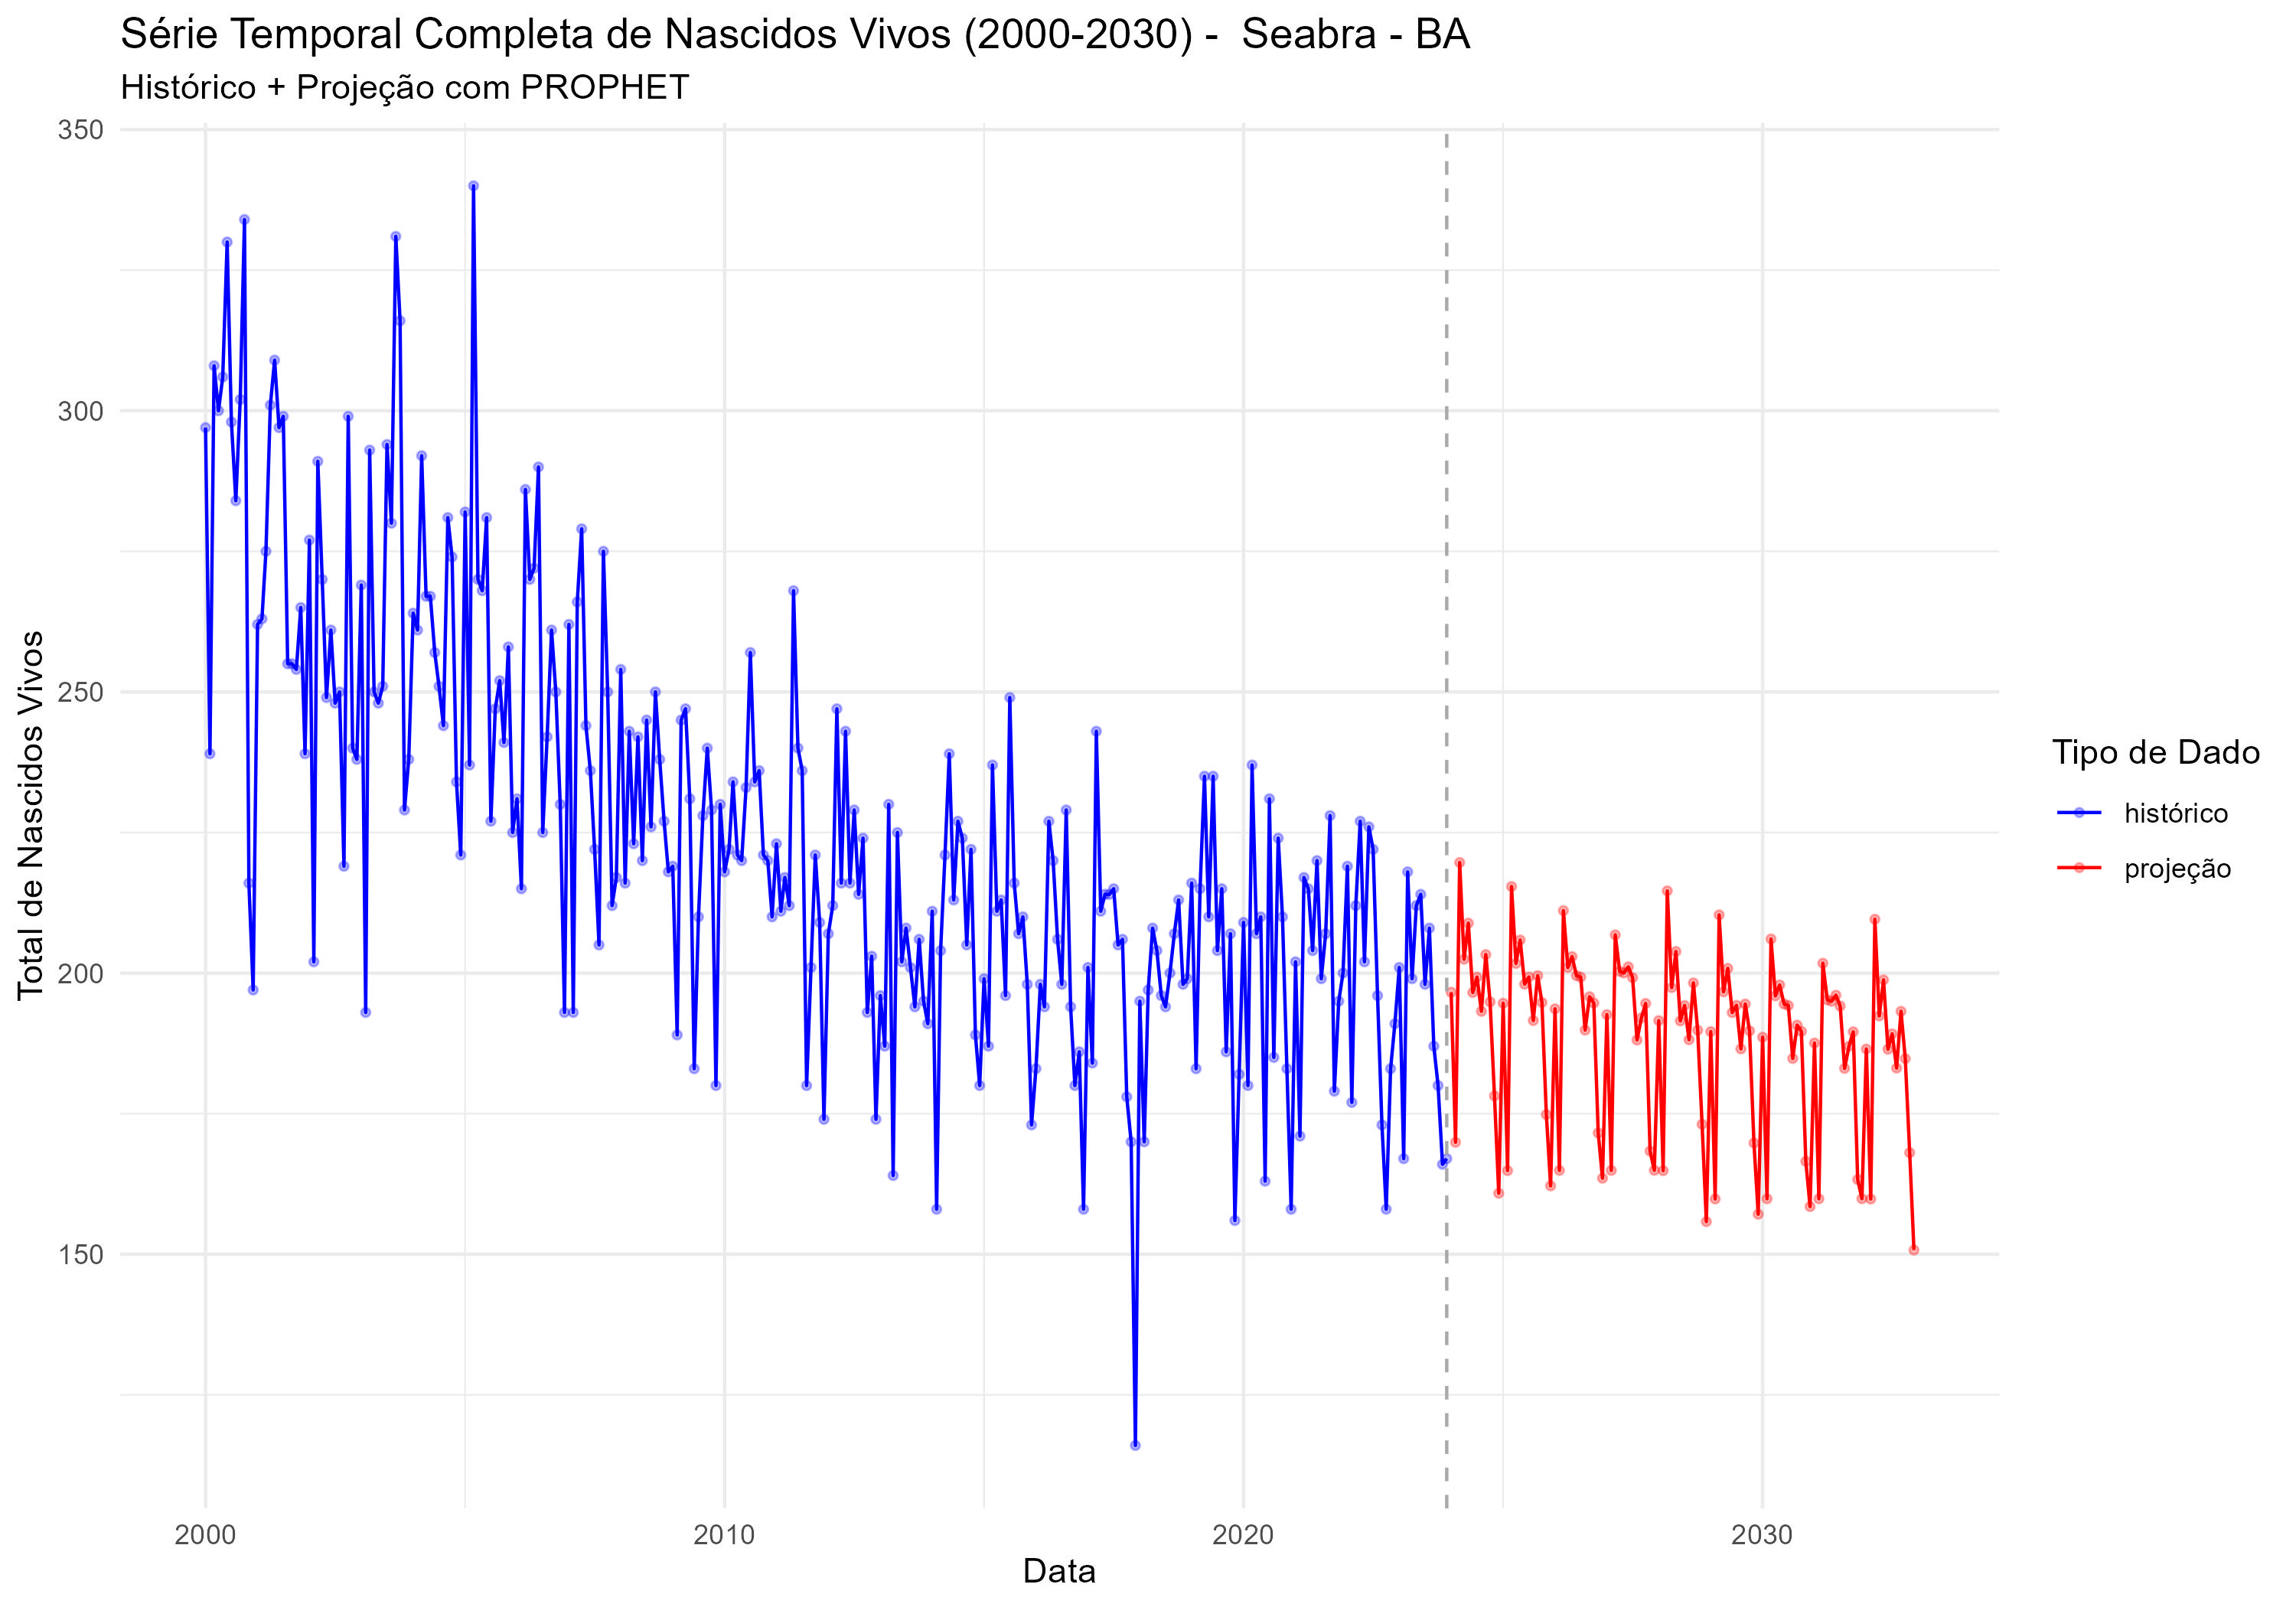 Série Temporal Completa de Nascidos Vivos (2000-2030) -  Seabra - BA
Histórico + Projeção com PROPHET
Total de Nascidos Vivos
350
300
250
200
150
2000
2010
2020
2030
Data
Tipo de Dado
histórico
projeção